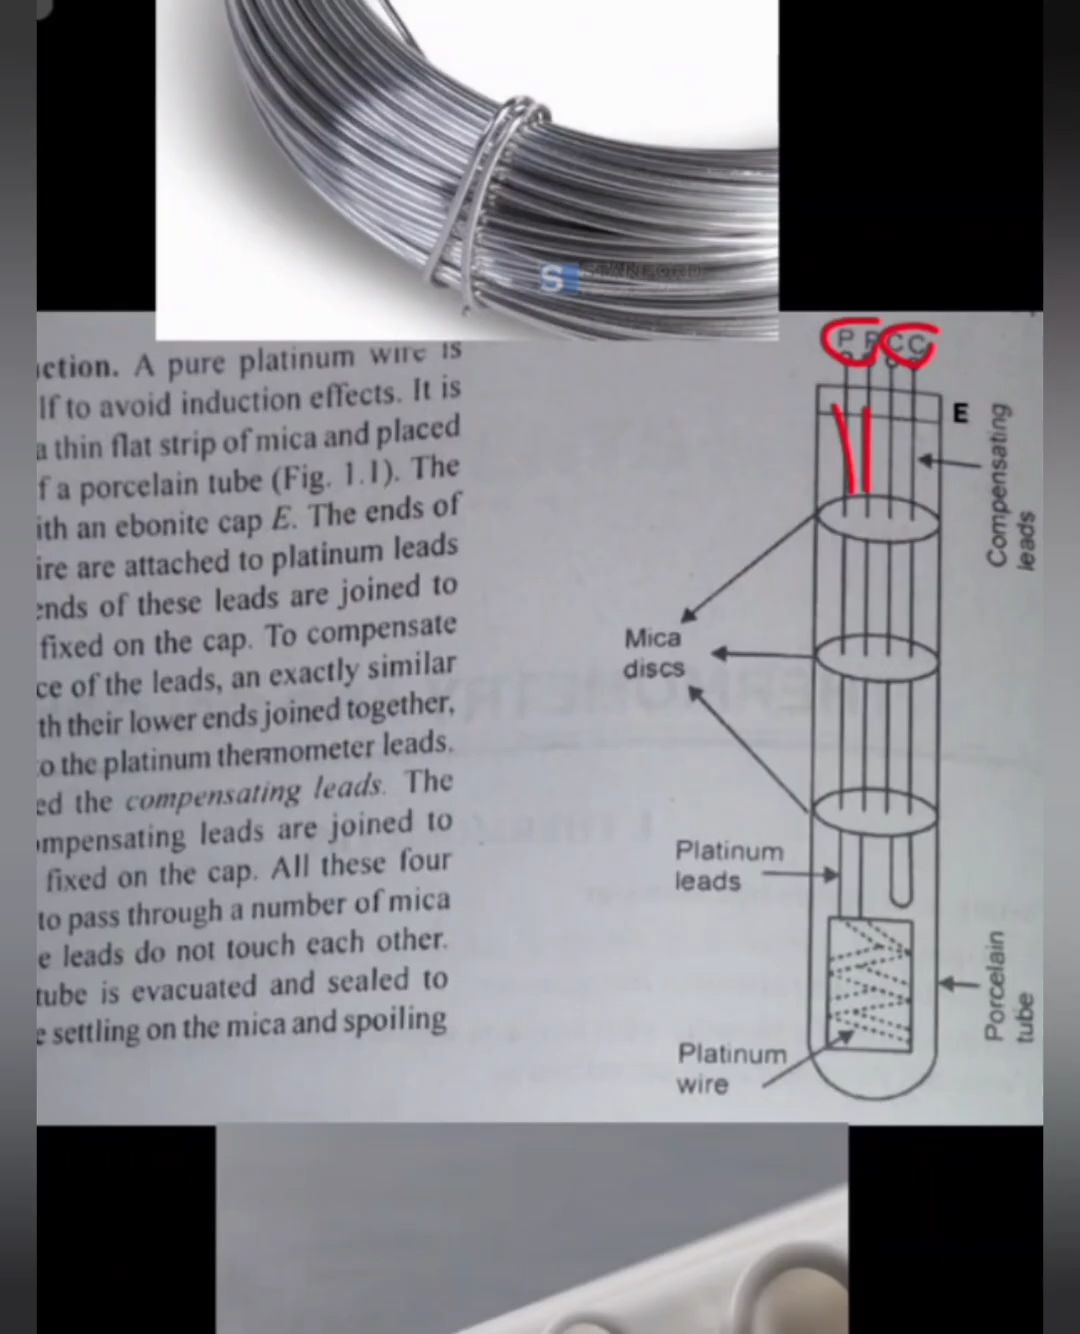 STANFORD
ction. A pure platinum wire is
lf to avoid induction effects. It is
a thin flat strip of mica and placed
f a porcelain tube (Fig. 1.1). The
ith an ebonite cap E. The ends of
ire are attached to platinum leads
ends of these leads are joined to
fixed on the cap. To compensate
ce of the leads, an exactly similar
th their lower ends joined together,
o the platinum thermometer leads.
ed the compensating leads. The
ompensating leads are joined to
fixed on the cap. All these four
to pass through a number of mica
e leads do not touch each other.
tube is evacuated and sealed to
e settling on the mica and spoiling
P P C C
E
Compensating
leads
Mica
discs
Platinum
leads
Porcelain
tube
Platinum
wire